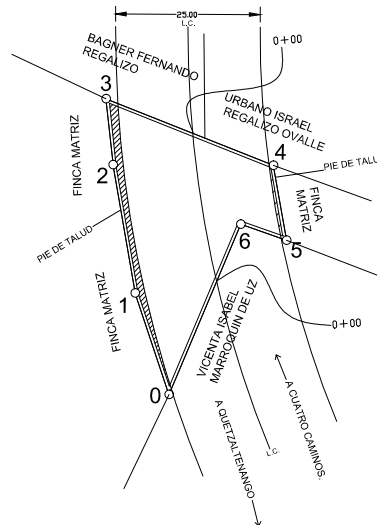 25.00
L.C.
BAGNER FERNANDO
REGALIZO
0+00
URBANO ISRAEL
REGALIZO OVALLE
3
FINCA MATRIZ
4
PIE DE TALU
2
FINCA
MATRIZ
PIE DE TALUD
6
5
1
FINCA MATRIZ
VICENTA ISABEL
MARROQUIN DE UZ
0+00
0
A CUATRO CAMINOS.
A QUETZALTENANGO
L.C.